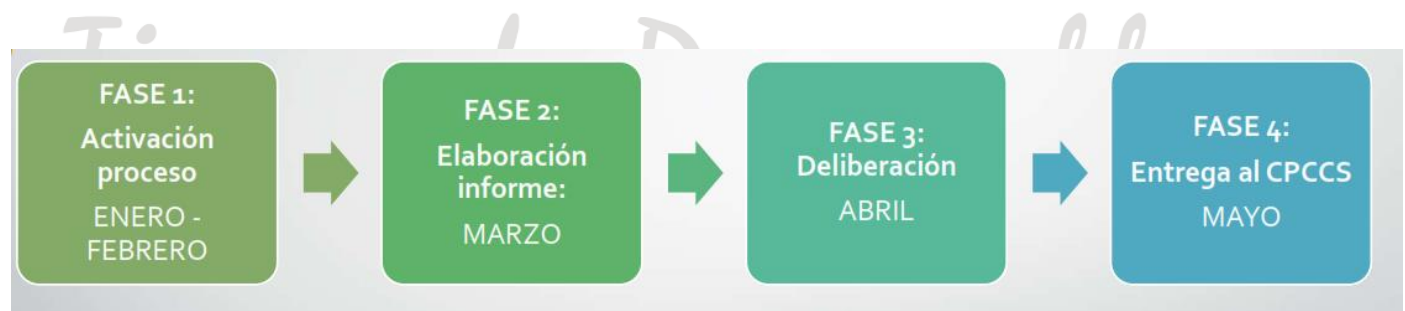 FASE 1:
Activación
proceso
ENERO -
FEBRERO
FASE 2:
Elaboración
informe:
MARZO
FASE 3:
Deliberación
ABRIL
FASE 4:
Entrega al CPCCS
MAYO